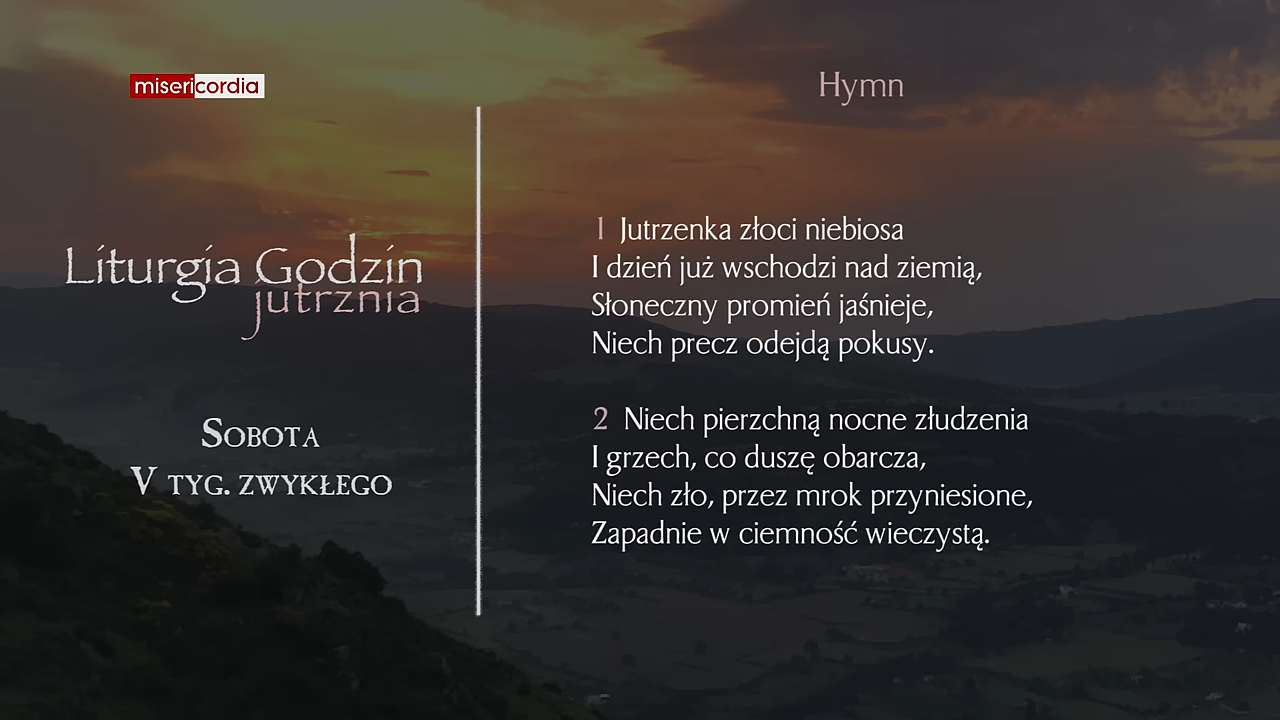 misericordia
Liturgia Godzin
jutrznia
Sobota
V tyg. zwykłego
Hymn
1 Jutrzenka złoci niebiosa
I dzień już wschodzi nad ziemią,
Słoneczny promień jaśnieje,
Niech precz odejdą pokusy.
2 Niech pierzchną nocne złudzenia
I grzech, co duszę obarcza,
Niech zło, przez mrok przyniesione,
Zapadnie w ciemność wieczystą.